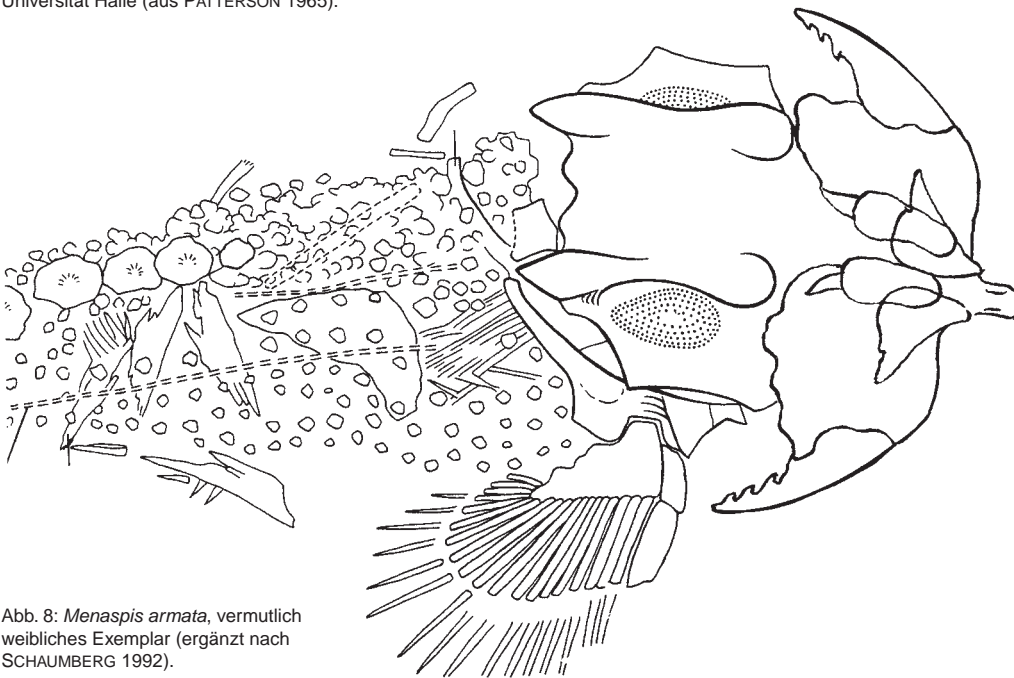 Universität Halle (aus PATTERSON 1965).
Abb. 8: Menaspis armata, vermutlich
weibliches Exemplar (ergänzt nach
SCHAUMBERG 1992).